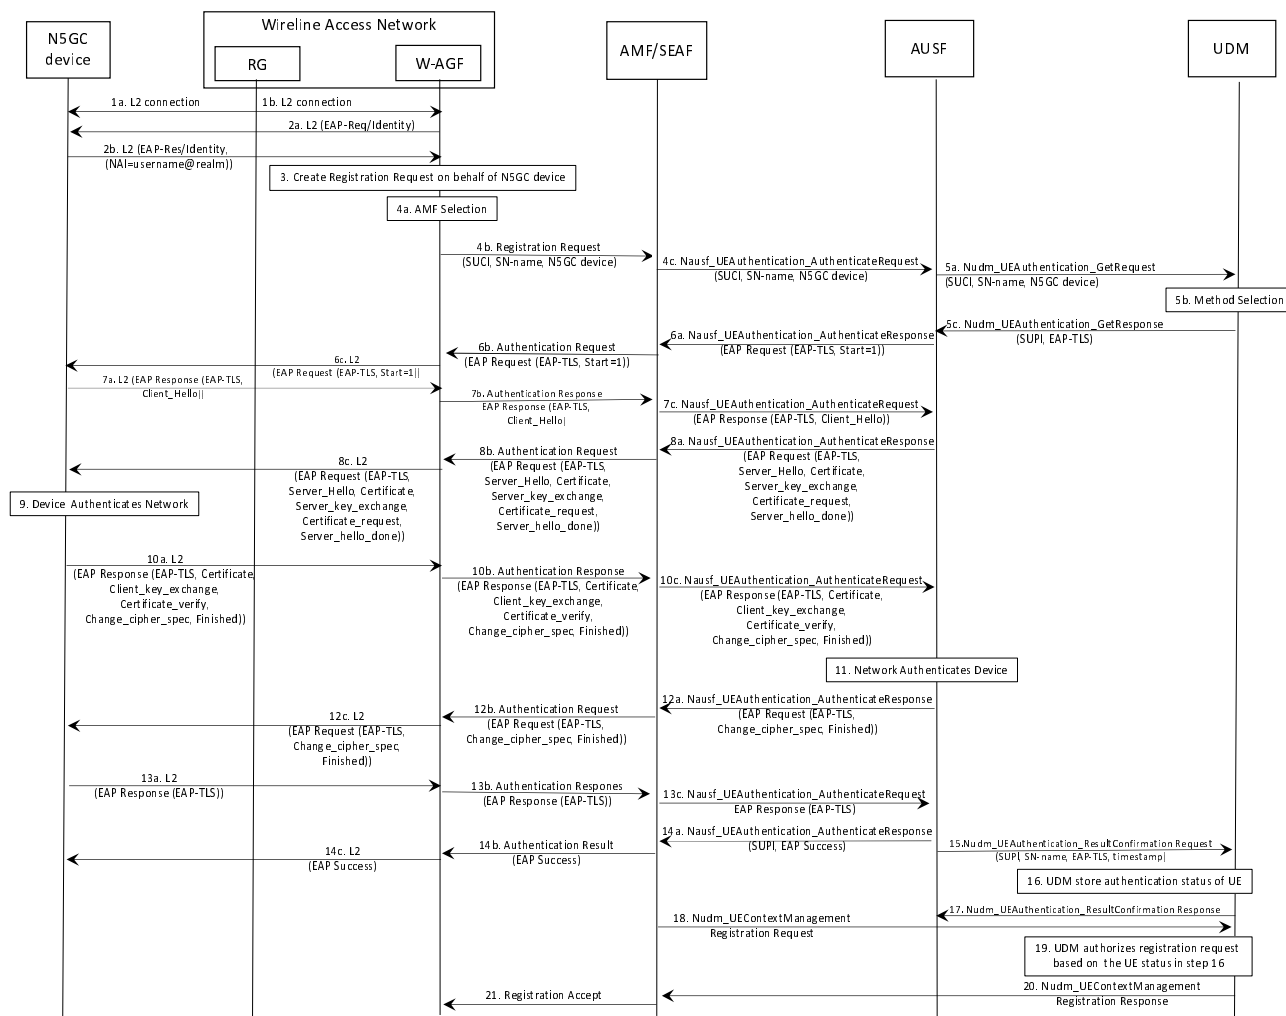 N5GC
device
Wireline Access Network
RG
W-AGF
AMF/SEAF
AUSF
UDM
1a. L2 connection
1b. L2 connection
2a. L2 (EAP-Req/Identity)
2b. L2 (EAP-Res/Identity,
(NAI=username@realm))
3. Create Registration Request on behalf of N5GC device
4a. AMF Selection
4b. Registration Request
(SUCI, SN-name, N5GC device)
4c. Nausf_UEAuthentication_AuthenticateRequest
(SUCI, SN-name, N5GC device)
5a. Nudm_UEAuthentication_GetRequest
(SUCI, SN-name, N5GC device)
5b. Method Selection
5c. Nudm_UEAuthentication_GetResponse
(SUPI, EAP-TLS)
6a. Nausf_UEAuthentication_AuthenticateResponse
(EAP Request (EAP-TLS, Start=1))
6b. Authentication Request
(EAP Request (EAP-TLS, Start=1))
6c. L2
(EAP Request (EAP-TLS, Start=1))
7a. L2 (EAP Response (EAP-TLS,
Client_Hello))
7b. Authentication Response
EAP Response (EAP-TLS,
Client_Hello)
7c. Nausf_UEAuthentication_AuthenticateRequest
(EAP Response (EAP-TLS, Client_Hello))
8a. Nausf_UEAuthentication_AuthenticateResponse
(EAP Request (EAP-TLS,
Server_Hello, Certificate,
Server_key_exchange,
Certificate_request,
Server_hello_done))
8b. Authentication Request
(EAP Request (EAP-TLS,
Server_Hello, Certificate,
Server_key_exchange,
Certificate_request,
Server_hello_done))
8c. L2
(EAP Request (EAP-TLS,
Server_Hello, Certificate,
Server_key_exchange,
Certificate_request,
Server_hello_done))
9. Device Authenticates Network
10a. L2
(EAP Response (EAP-TLS, Certificate,
Client_key_exchange,
Certificate_verify,
Change_cipher_spec, Finished))
10b. Authentication Response
(EAP Response (EAP-TLS, Certificate,
Client_key_exchange,
Certificate_verify,
Change_cipher_spec, Finished))
10c. Nausf_UEAuthentication_AuthenticateRequest
(EAP Response (EAP-TLS, Certificate,
Client_key_exchange,
Certificate_verify,
Change_cipher_spec, Finished))
11. Network Authenticates Device
12a. Nausf_UEAuthentication_AuthenticateResponse
(EAP Request (EAP-TLS,
Change_cipher_spec, Finished))
12b. Authentication Request
(EAP Request (EAP-TLS,
Change_cipher_spec, Finished))
12c. L2
(EAP Request (EAP-TLS,
Change_cipher_spec,
Finished))
13a. L2
(EAP Response (EAP-TLS))
13b. Authentication Respones
(EAP Response (EAP-TLS))
13c. Nausf_UEAuthentication_AuthenticateRequest
EAP Response (EAP-TLS)
14a. Nausf_UEAuthentication_AuthenticateResponse
(SUPI, EAP Success)
14b. Authentication Result
(EAP Success)
14c. L2
(EAP Success)
15.Nudm_UEAuthentication_ResultConfirmation Request
(SUPI, SN-name, EAP-TLS, timestamp)
16. UDM store authentication status of UE
17. Nudm_UEAuthentication_ResultConfirmation Response
18. Nudm_UEContextManagement
Registration Request
19. UDM authorizes registration request
based on the UE status in step 16
20. Nudm_UEContextManagement
Registration Response
21. Registration Accept